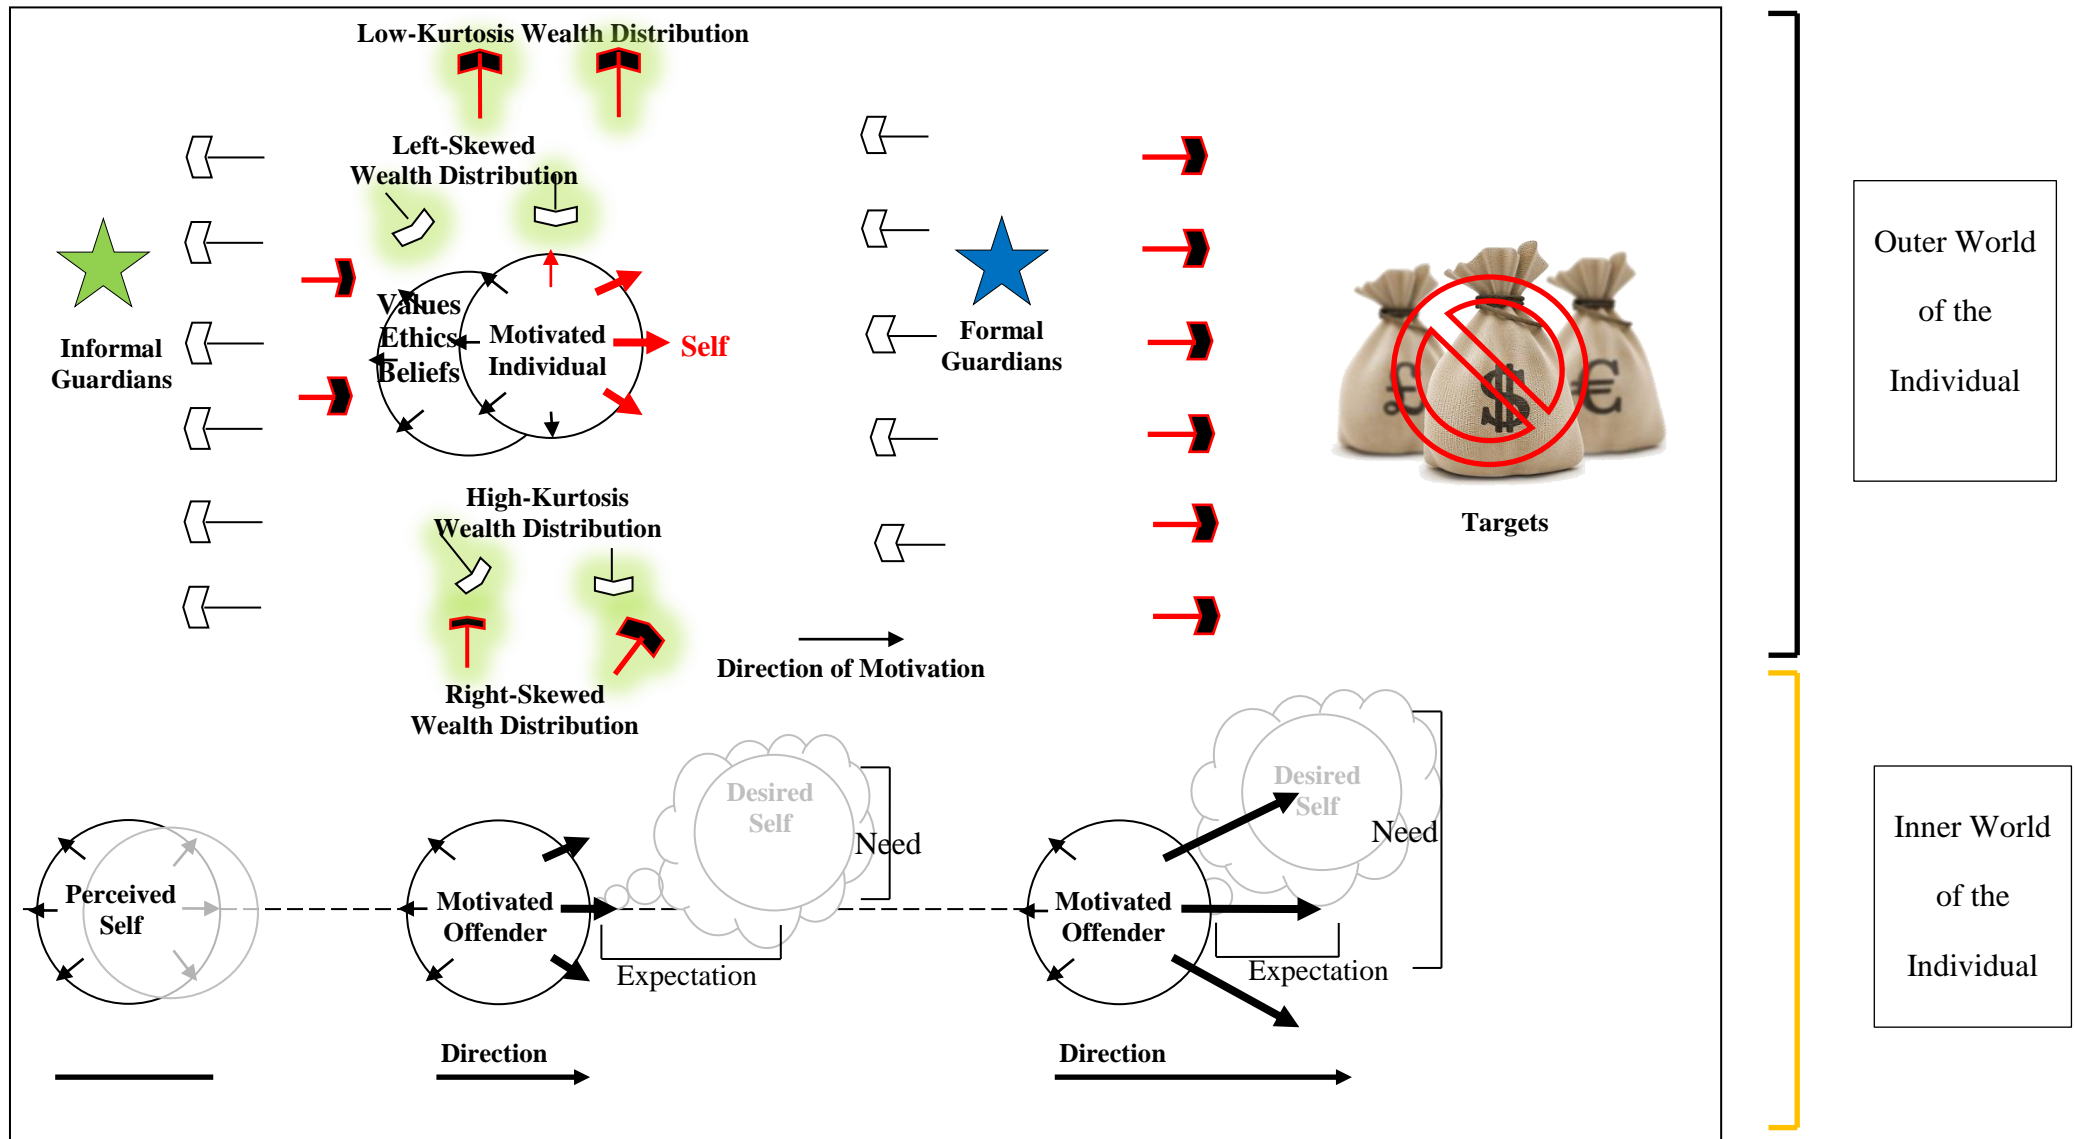 Low-Kurtosis Wealth Distribution
Left-Skewed
Wealth Distribution
Informal
Guardians
Values
Ethics
Beliefs
Motivated
Individual
Self
Formal
Guardians
£
$
€
Targets
High-Kurtosis
Wealth Distribution
Direction of Motivation
Right-Skewed
Wealth Distribution
Outer World
of the
Individual
Perceived
Self
Motivated
Offender
Desired
Self
Need
Expectation
Direction
Motivated
Offender
Desired
Self
Need
Expectation
Direction
Inner World
of the
Individual